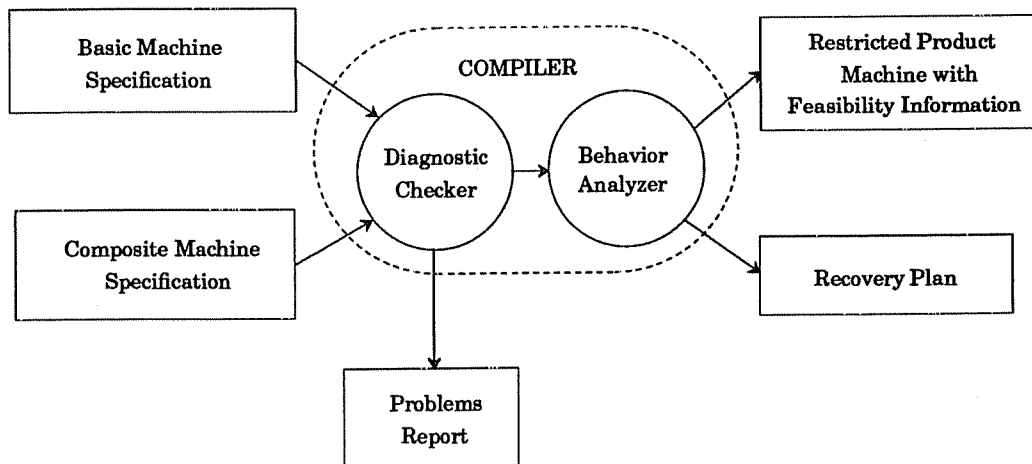 Basic Machine
Specification
COMPILER
Restricted Product
Machine with
Feasibility Information
Diagnostic
Checker
Behavior
Analyzer
Composite Machine
Specification
Recovery Plan
Problems
Report